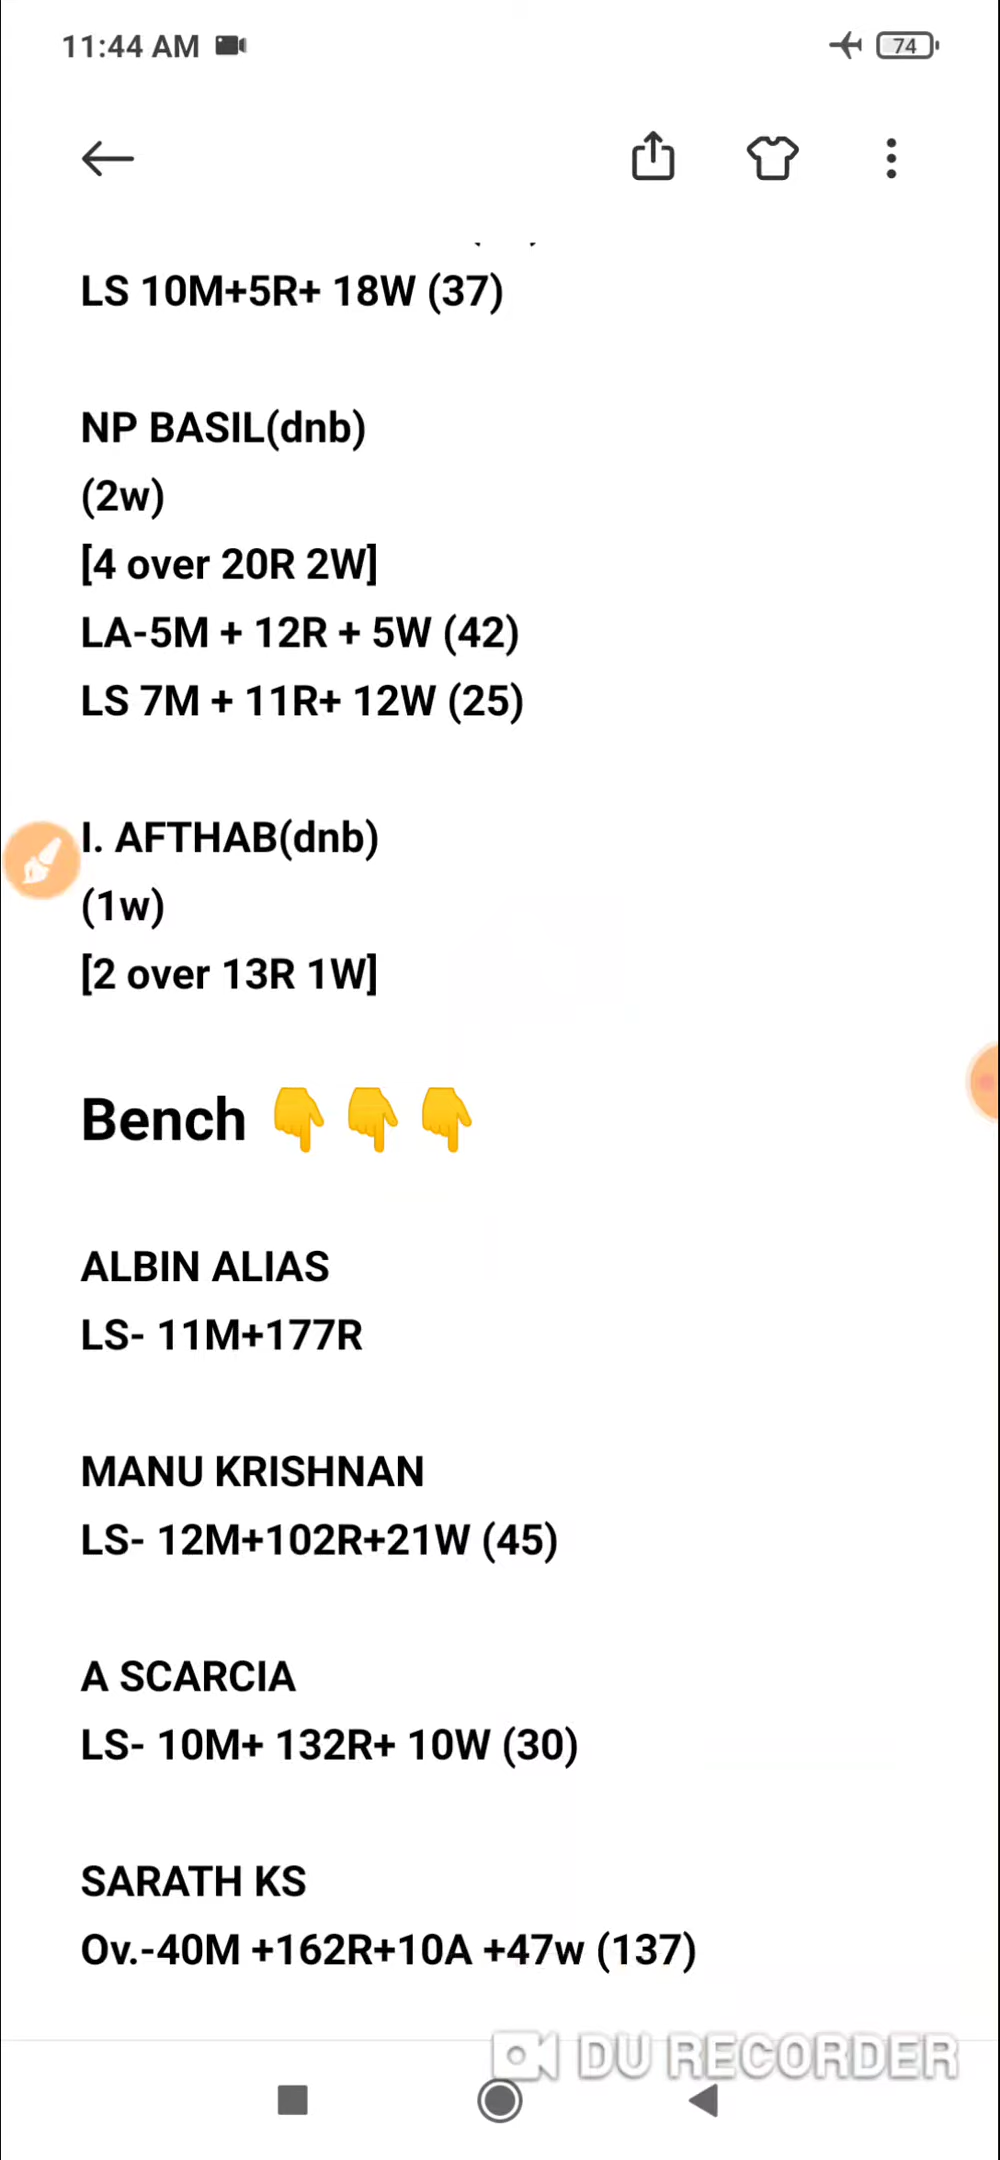 11:44 AM
74
LS 10M+5R+ 18W (37)
NP BASIL(dnb)
(2w)
[4 over 20R 2W]
LA-5M + 12R + 5W (42)
LS 7M + 11R+ 12W (25)
I. AFTHAB(dnb)
(1w)
[2 over 13R 1W]
Bench 👇👇👇
ALBIN ALIAS
LS- 11M+177R
MANU KRISHNAN
LS- 12M+102R+21W (45)
A SCARCIA
LS- 10M+ 132R+ 10W (30)
SARATH KS
Ov.-40M +162R+10A +47w (137)
DU RECORDER